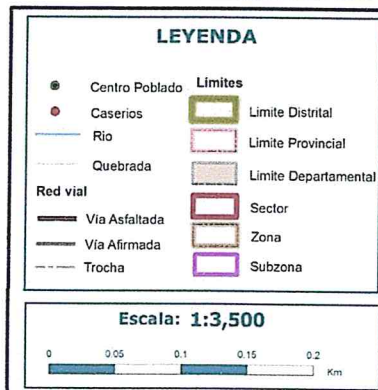 LEYENDA
Centro Poblado
Caserios
Rio
Quebrada
Red vial
Vía Asfaltada
Vía Afirmada
Trocha
Limites
Limite Distrital
Limite Provincial
Limite Departamental
Sector
Zona
Subzona
Escala: 1:3,500
0 0.05 0.1 0.15 0.2
Km